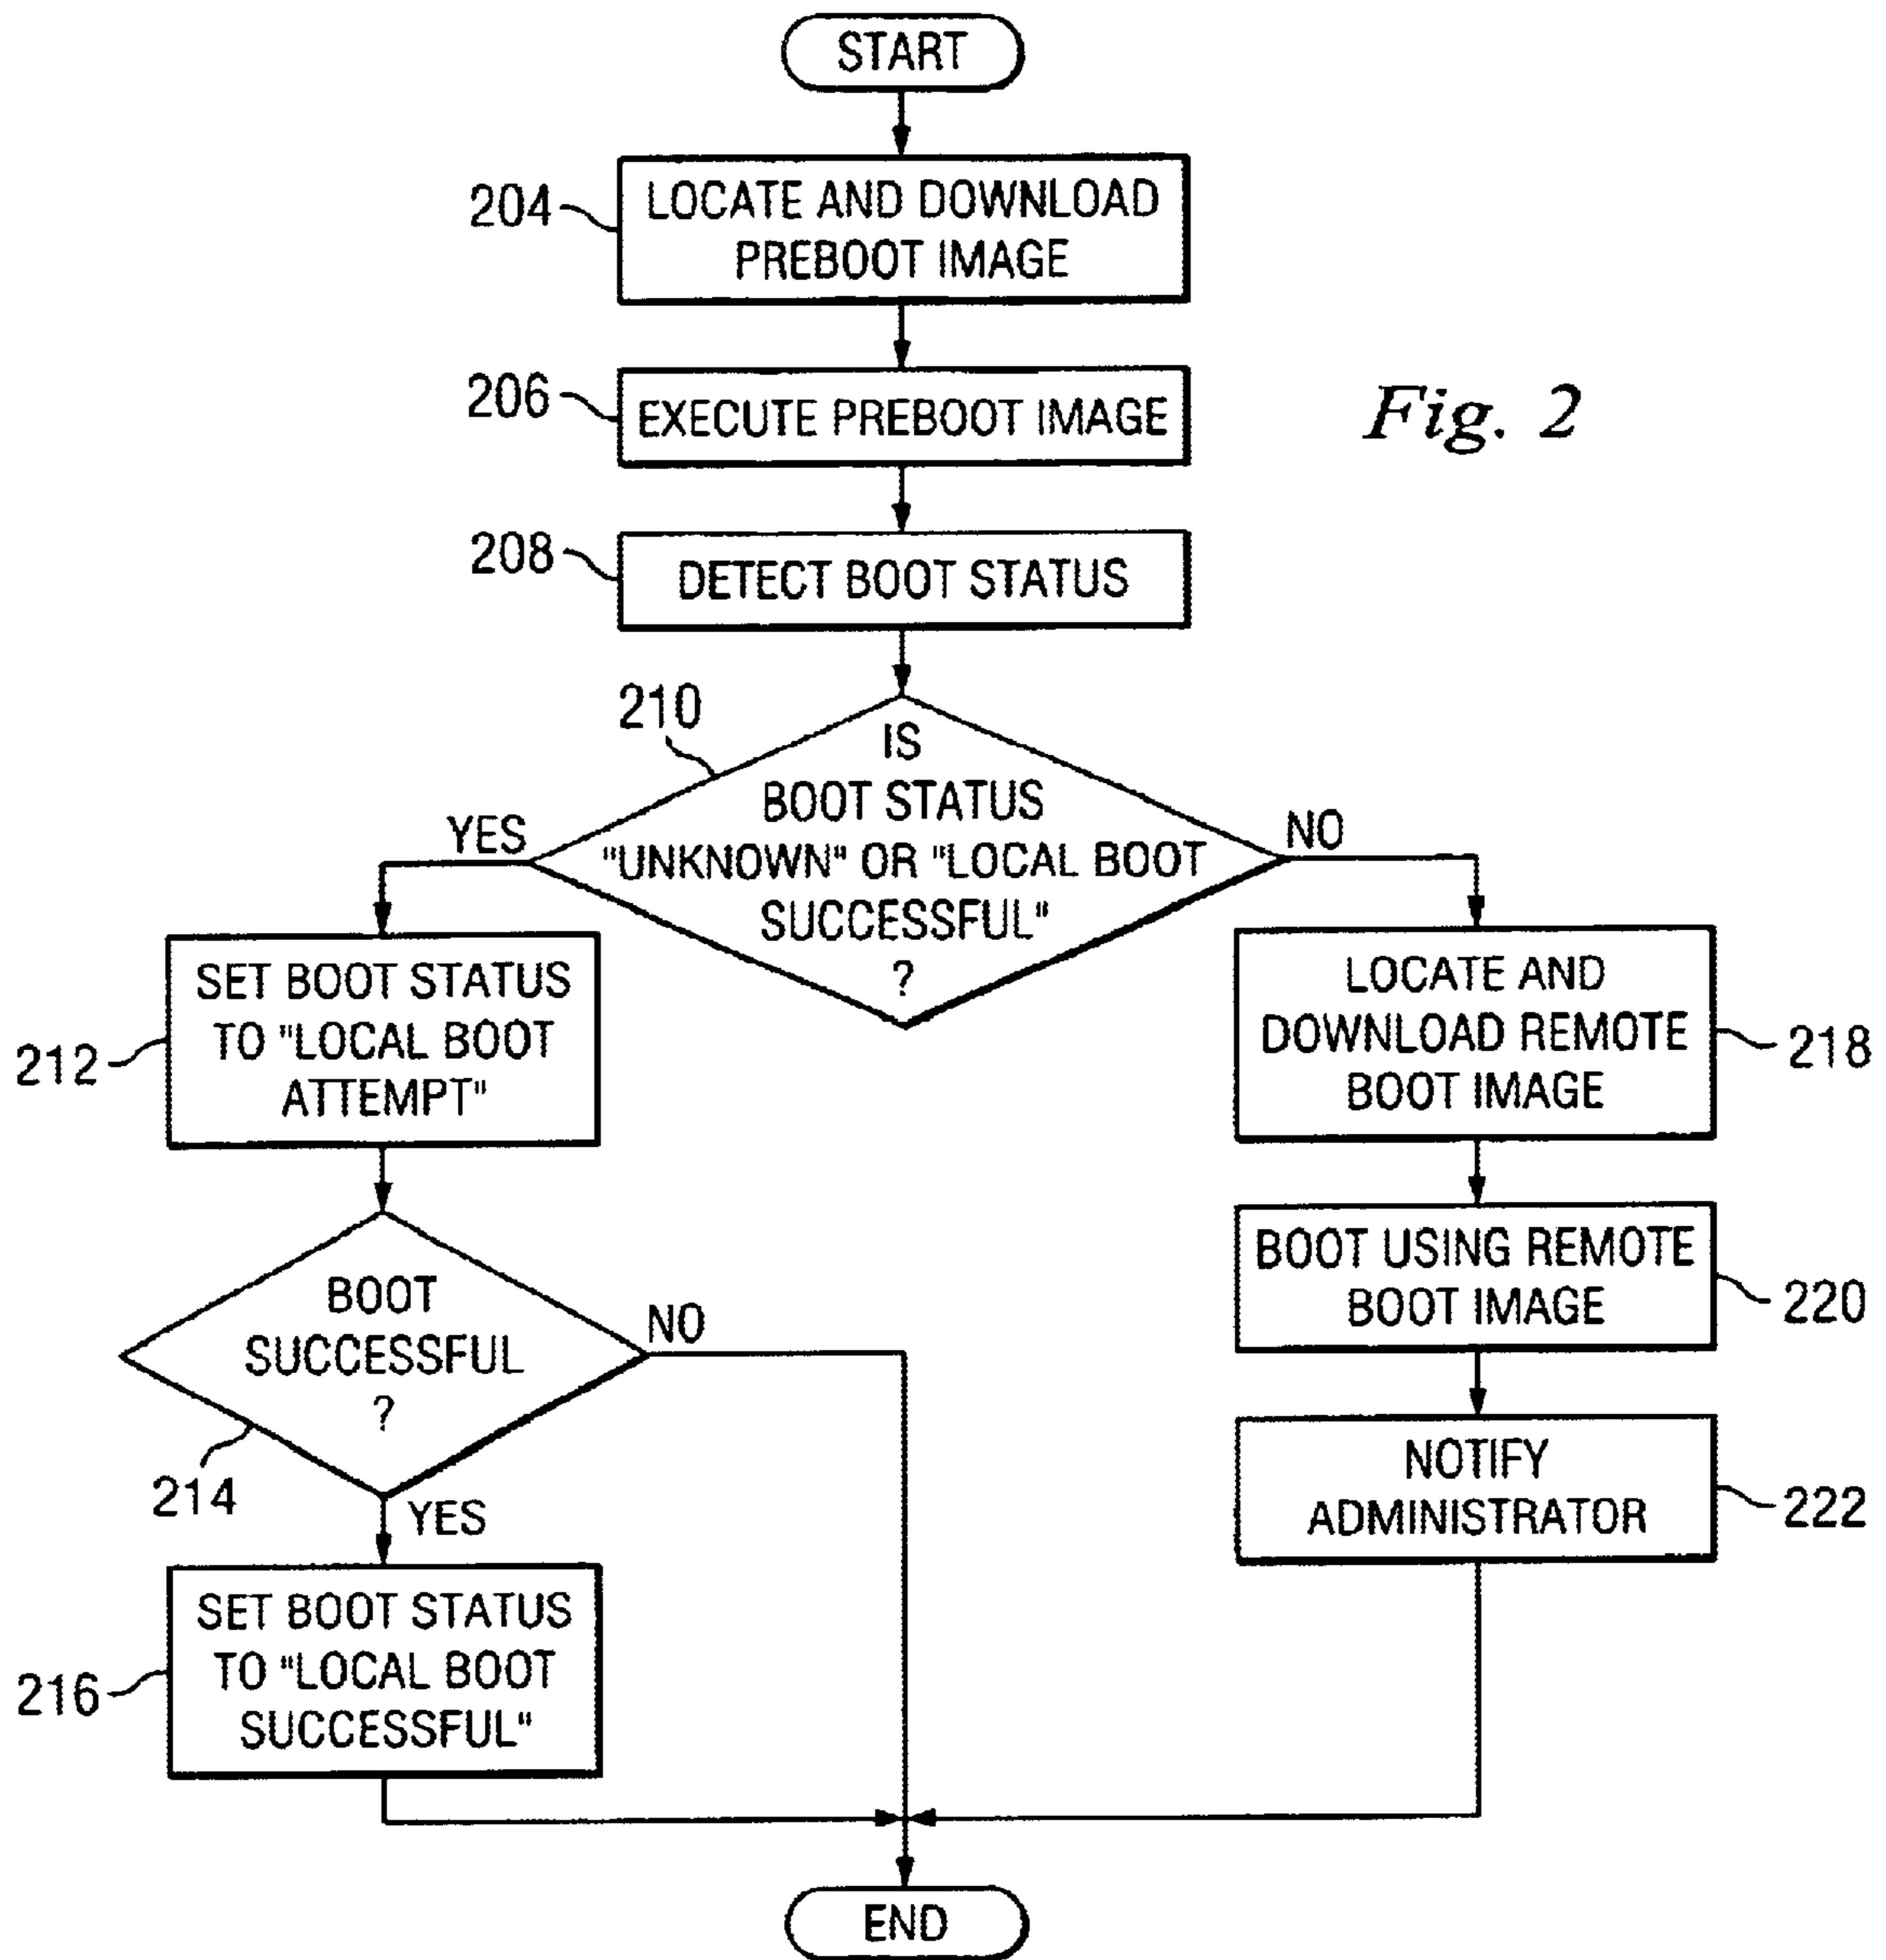 START
204
LOCATE AND DOWNLOAD
PREBOOT IMAGE
206
EXECUTE PREBOOT IMAGE
Fig. 2
208
DETECT BOOT STATUS
210
IS
BOOT STATUS
"UNKNOWN" OR "LOCAL BOOT
SUCCESSFUL"
?
YES
NO
212
SET BOOT STATUS
TO "LOCAL BOOT
ATTEMPT"
LOCATE AND
DOWNLOAD REMOTE
BOOT IMAGE
218
BOOT
SUCCESSFUL
?
NO
214
YES
BOOT USING REMOTE
BOOT IMAGE
220
NOTIFY
ADMINISTRATOR
222
216
SET BOOT STATUS
TO "LOCAL BOOT
SUCCESSFUL"
END